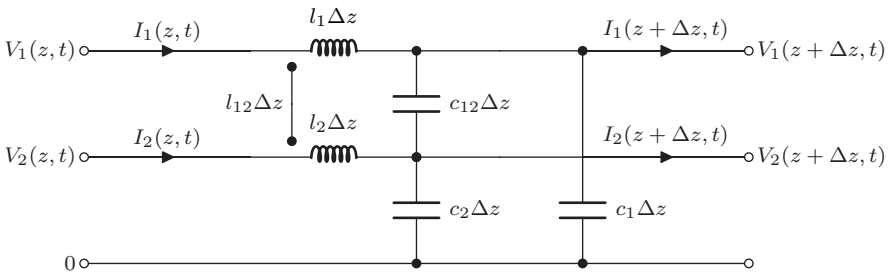 l₁Δz
I₁(z, t) I₁(z + Δz, t)
V₁(z, t) V₁(z + Δz, t)
l₁₂Δz c₁₂Δz
l₂Δz
I₂(z, t) I₂(z + Δz, t)
V₂(z, t) V₂(z + Δz, t)
c₂Δz c₁Δz
0